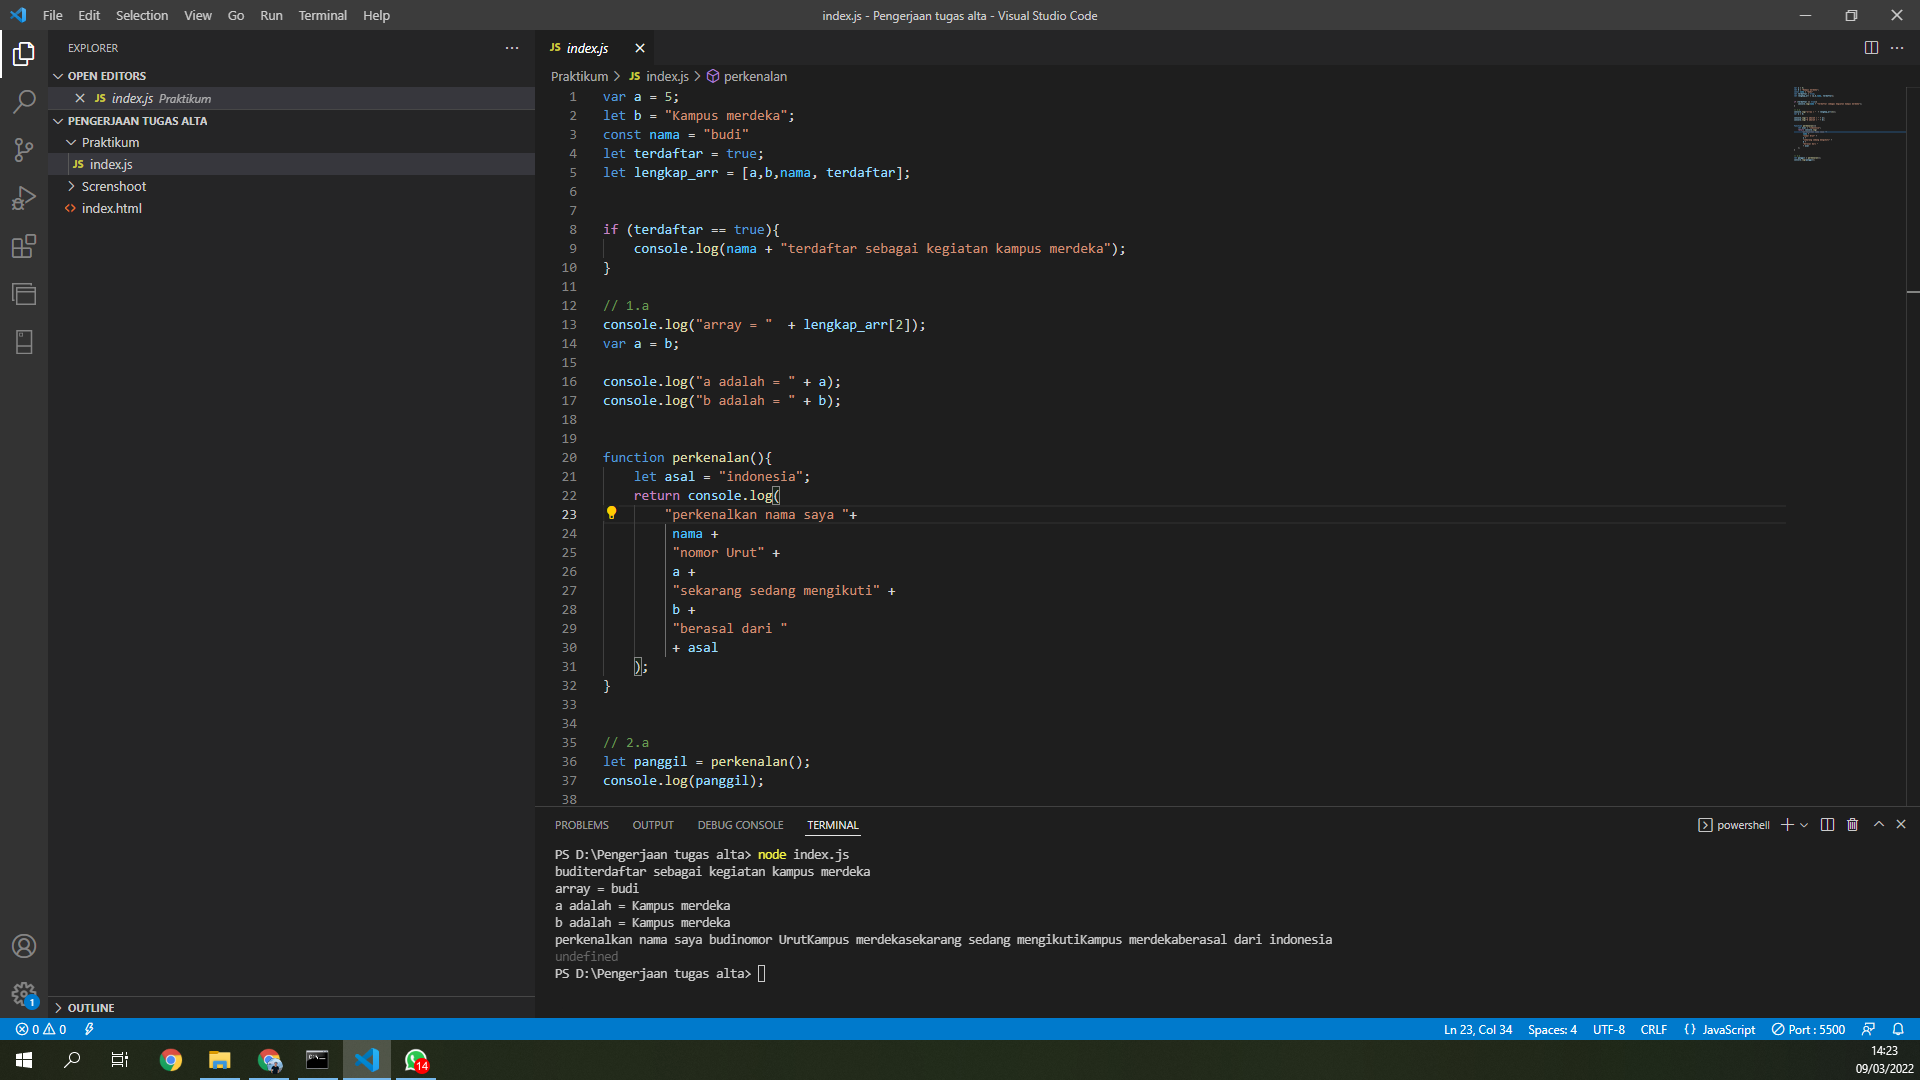 File Edit Selection View Go Run Terminal Help
index.js - Pengerjaan tugas alta - Visual Studio Code
EXPLORER
OPEN EDITORS
JS index.js Praktikum
PENGERJAAN TUGAS ALTA
Praktikum
JS index.js
Screnshoot
index.html
OUTLINE
JS index.js
Praktikum > JS index.js > perkenalan
1 var a = 5;
2 let b = "Kampus merdeka";
3 const nama = "budi"
4 let terdaftar = true;
5 let lengkap_arr = [a,b,nama, terdaftar];
6
7
8 if (terdaftar == true){
9 console.log(nama + "terdaftar sebagai kegiatan kampus merdeka");
10 }
11
12 // 1.a
13 console.log("array = "  + lengkap_arr[2]);
14 var a = b;
15
16 console.log("a adalah = " + a);
17 console.log("b adalah = " + b);
18
19
20 function perkenalan(){
21 let asal = "indonesia";
22 return console.log(
23 "perkenalkan nama saya "+
24 nama +
25 "nomor Urut" +
26 a +
27 "sekarang sedang mengikuti" +
28 b +
29 "berasal dari "
30 + asal
31 );
32 }
33
34
35 // 2.a
36 let panggil = perkenalan();
37 console.log(panggil);
38
PROBLEMS OUTPUT DEBUG CONSOLE TERMINAL
powershell
PS D:\Pengerjaan tugas alta> node index.js
buditerdaftar sebagai kegiatan kampus merdeka
array = budi
a adalah = Kampus merdeka
b adalah = Kampus merdeka
perkenalkan nama saya budinomor UrutKampus merdekasekarang sedang mengikutiKampus merdekaberasal dari indonesia
undefined
PS D:\Pengerjaan tugas alta>
1
0 0
Ln 23, Col 34 Spaces: 4 UTF-8 CRLF {} JavaScript Port : 5500
14
14:23
09/03/2022